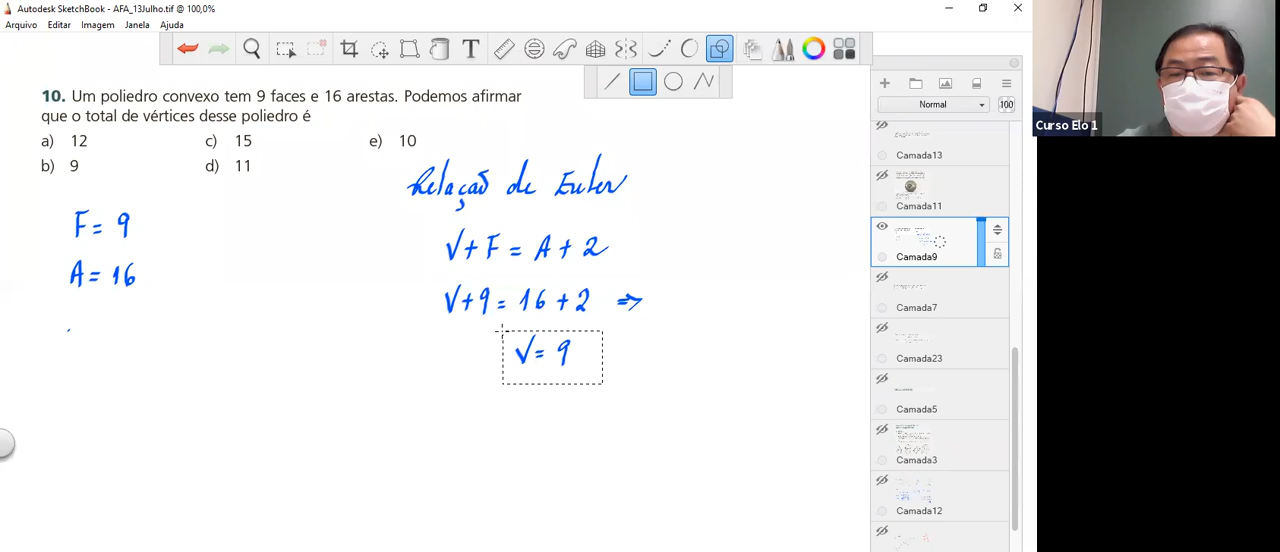 Autodesk SketchBook - AFA_13Julho.tif @ 100,0%
Arquivo Editar Imagem Janela Ajuda
10. Um poliedro convexo tem 9 faces e 16 arestas. Podemos afirmar
que o total de vértices desse poliedro é
a) 12 c) 15 e) 10
b) 9 d) 11
Relação de Euler
F = 9
V + F = A + 2
A = 16
V + 9 = 16 + 2 ⇒
V = 9
T
Normal 100
Camada13
Camada11
Camada9
Camada7
Camada23
Camada5
Camada3
Camada12
Curso Elo 1